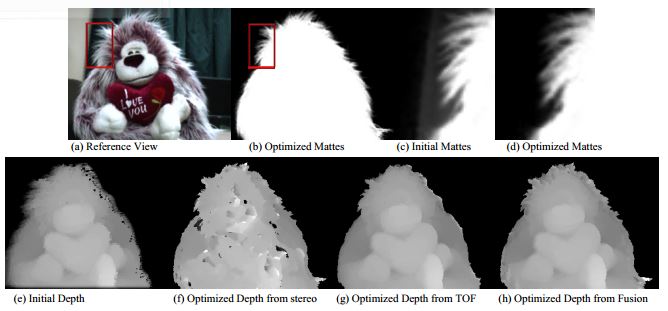 I
LOVE
YOU
(a) Reference View
(b) Optimized Mattes
(c) Initial Mattes
(d) Optimized Mattes
(e) Initial Depth
(f) Optimized Depth from stereo
(g) Optimized Depth from TOF
(h) Optimized Depth from Fusion